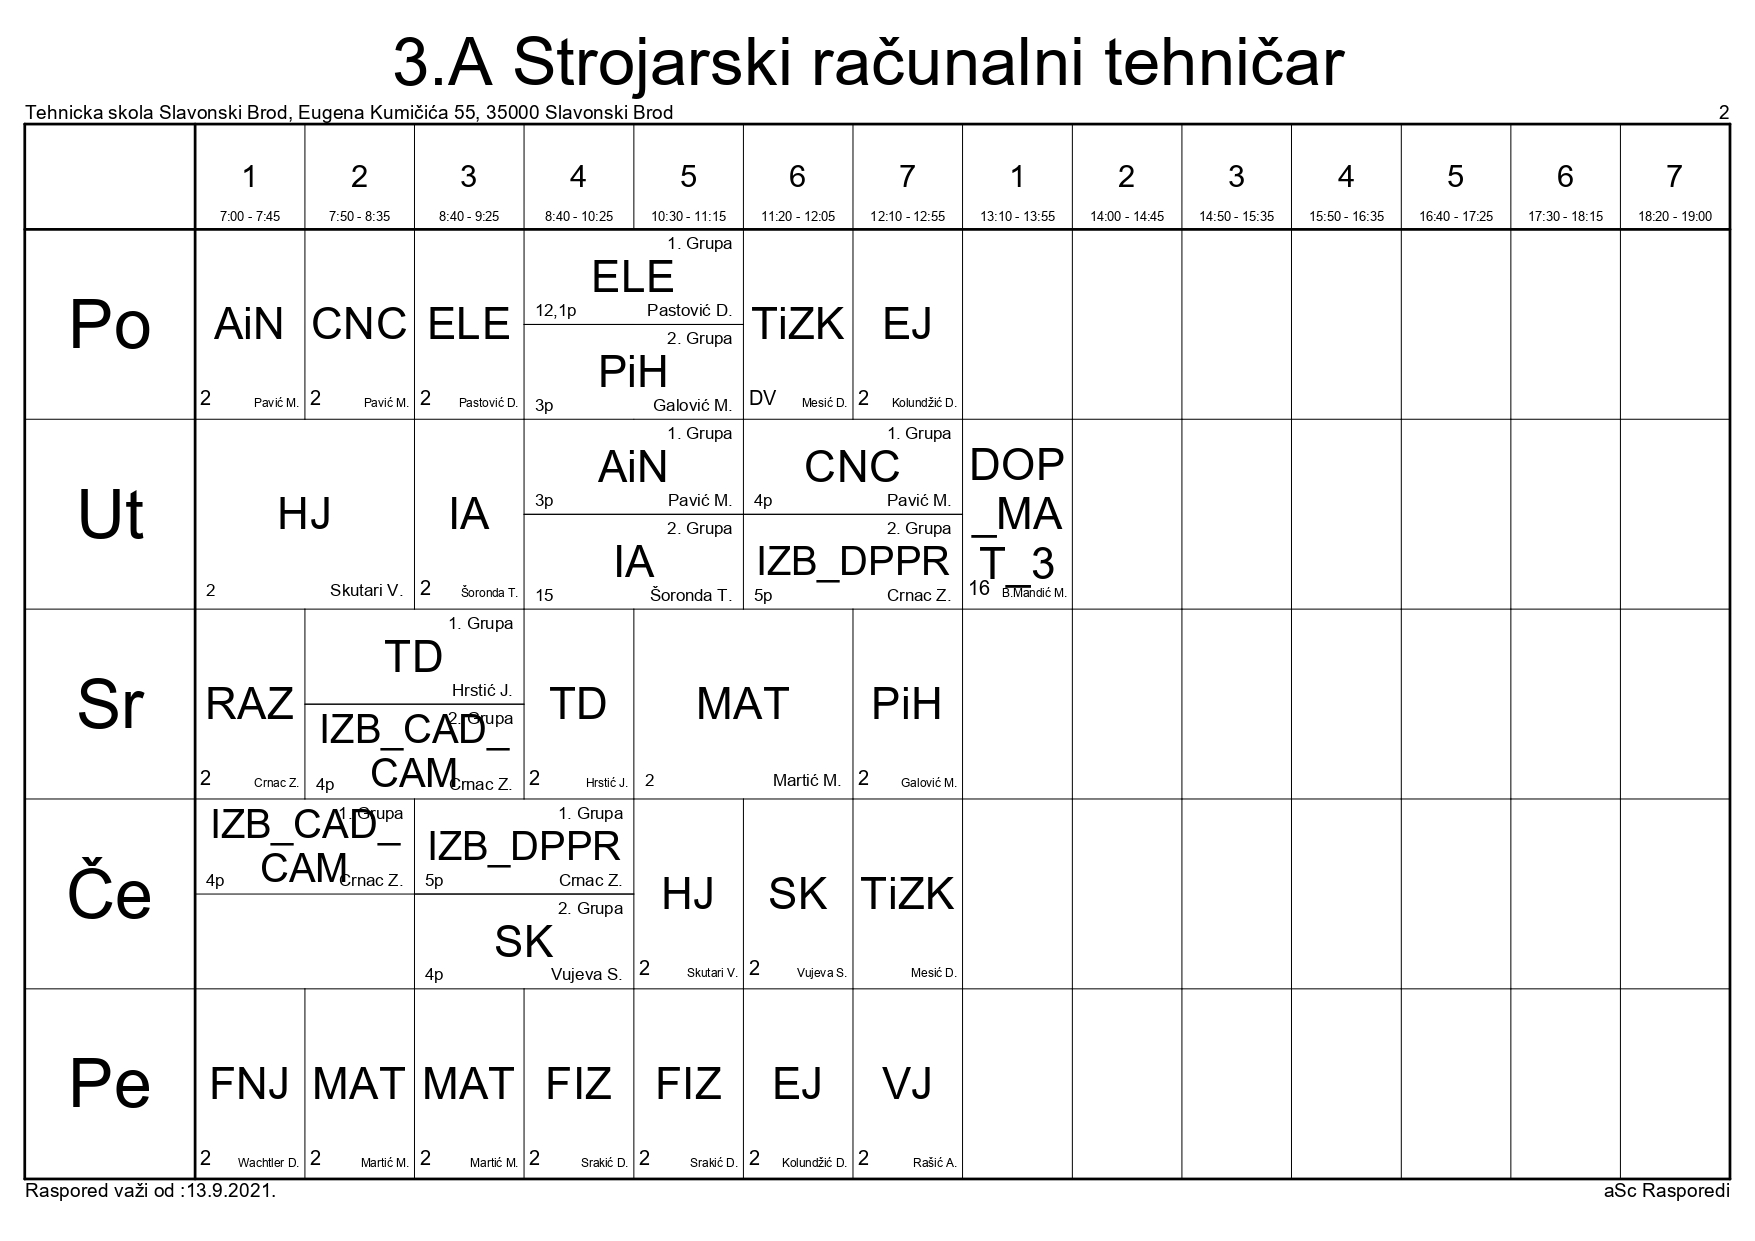 3.A Strojarski računalni tehničar
Tehnicka skola Slavonski Brod, Eugena Kumičića 55, 35000 Slavonski Brod 2
1 2 3 4 5 6 7 1 2 3 4 5 6 7
7:00 - 7:45 7:50 - 8:35 8:40 - 9:25 8:40 - 10:25 10:30 - 11:15 11:20 - 12:05 12:10 - 12:55 13:10 - 13:55 14:00 - 14:45 14:50 - 15:35 15:50 - 16:35 16:40 - 17:25 17:30 - 18:15 18:20 - 19:00
Po
AiN
2 Pavić M.
CNC
2 Pavić M.
ELE
2 Pastović D.
1. Grupa
ELE
12,1p Pastović D.
2. Grupa
PiH
3p Galović M.
TiZK
DV Mesić D.
EJ
2 Kolundžić D.
Ut
HJ
2 Skutari V.
IA
2 Šoronda T.
1. Grupa
AiN
3p Pavić M.
2. Grupa
IA
15 Šoronda T.
1. Grupa
CNC
4p Pavić M.
2. Grupa
IZB_DPPR
5p Crnac Z.
DOP
_MA
T_3
16 B.Mandić M.
Sr
RAZ
2 Crnac Z.
1. Grupa
TD
Hrstić J.
2. Grupa
IZB_CAD_
CAM
4p Crnac Z.
TD
2 Hrstić J.
MAT
2 Martić M.
PiH
2 Galović M.
Če
1. Grupa
IZB_CAD_
CAM
4p Crnac Z.
1. Grupa
IZB_DPPR
5p Crnac Z.
2. Grupa
SK
4p Vujeva S.
HJ
2 Skutari V.
SK
2 Vujeva S.
TiZK
Mesić D.
Pe
FNJ
2 Wachtler D.
MAT
2 Martić M.
MAT
2 Martić M.
FIZ
2 Srakić D.
FIZ
2 Srakić D.
EJ
2 Kolundžić D.
VJ
2 Rašić A.
Raspored važi od :13.9.2021. aSc Rasporedi